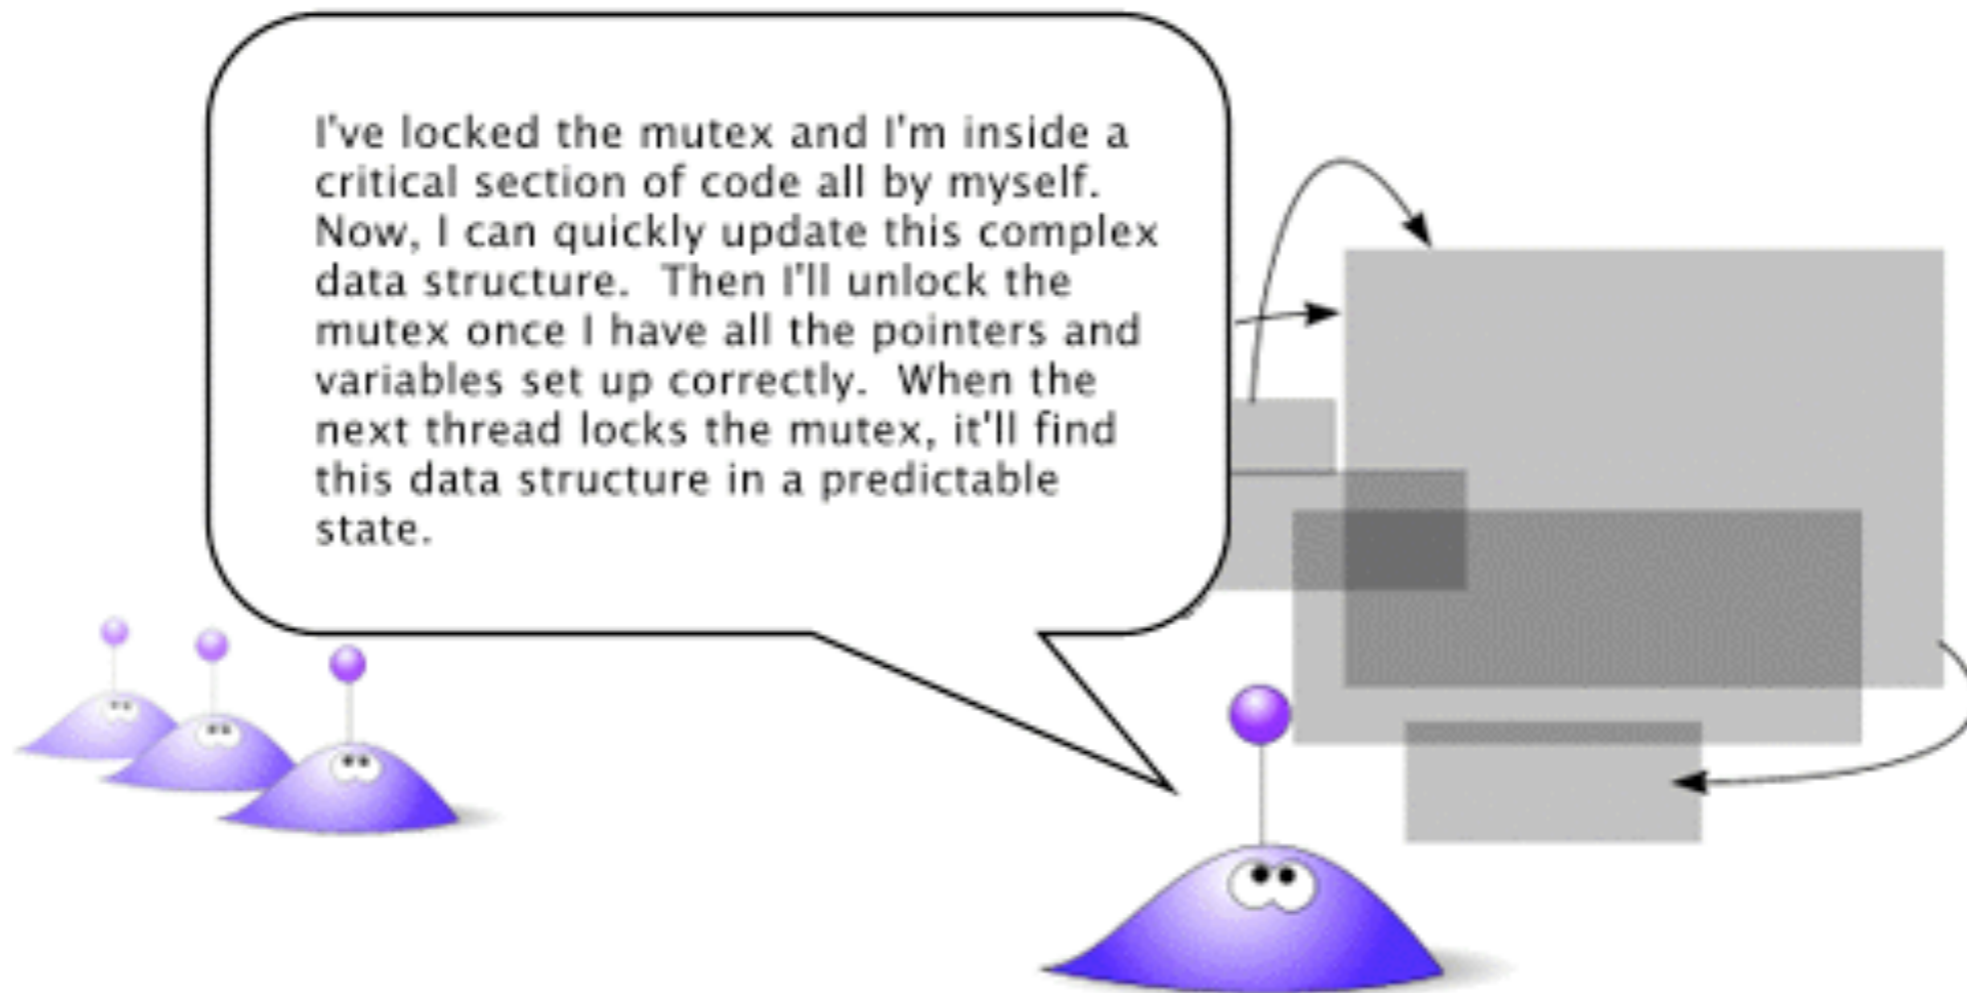 I've locked the mutex and I'm inside a
critical section of code all by myself.
Now, I can quickly update this complex
data structure.  Then I'll unlock the
mutex once I have all the pointers and
variables set up correctly.  When the
next thread locks the mutex, it'll find
this data structure in a predictable
state.